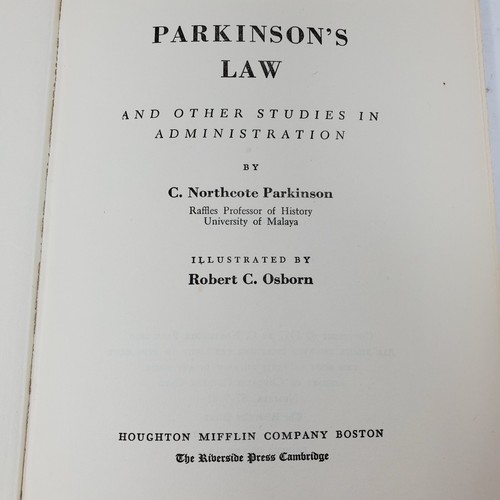 PARKINSON'S
LAW
AND OTHER STUDIES IN
ADMINISTRATION
BY
C. Northcote Parkinson
Raffles Professor of History
University of Malaya
ILLUSTRATED BY
Robert C. Osborn
HOUGHTON MIFFLIN COMPANY BOSTON
The Riverside Press Cambridge